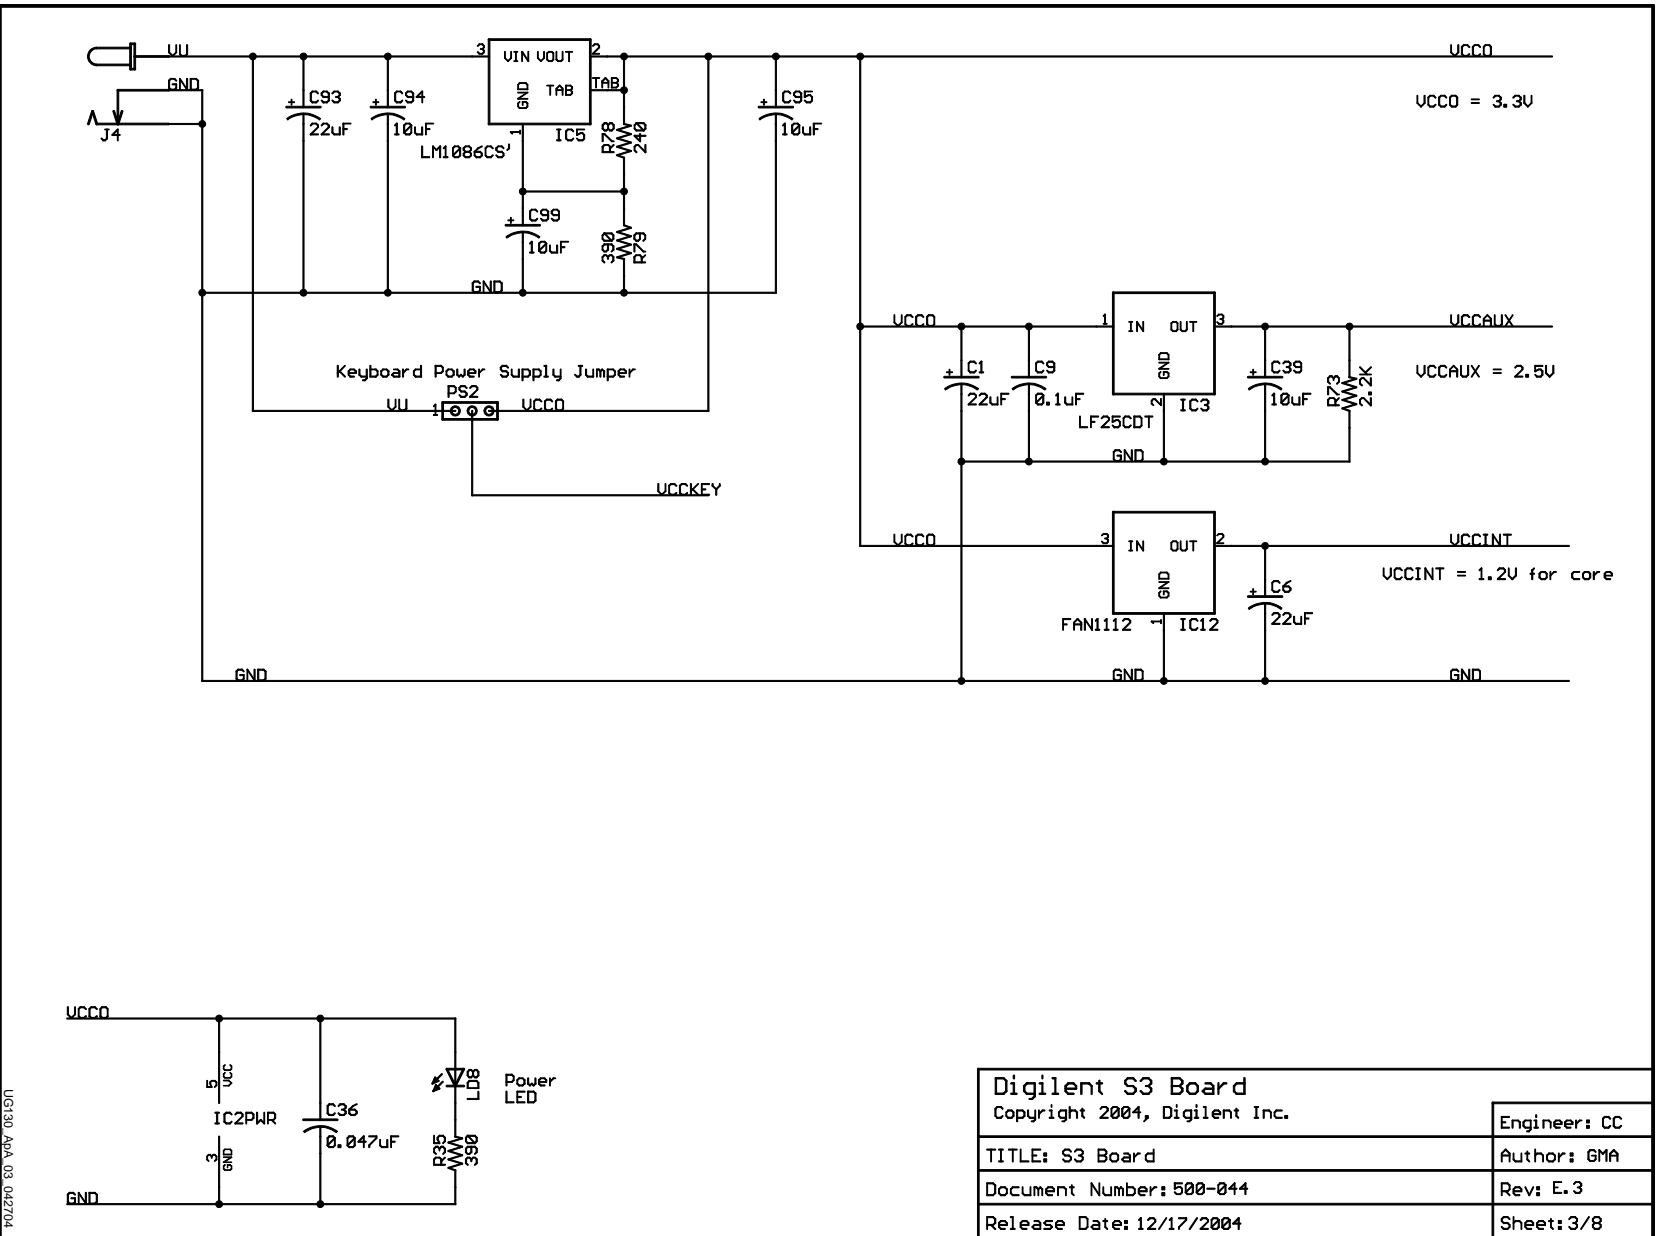 VU
GND
J4
+ C93
22uF
+ C94
10uF
3
VIN VOUT
2
GND
TAB
TAB
1
IC5
LM1086CS'
R78
240
+ C95
10uF
VCCO
VCCO = 3.3V
+ C99
10uF
390
R79
GND
Keyboard Power Supply Jumper
PS2
VU
1
VCCO
VCCKEY
VCCO
+ C1
22uF
C9
0.1uF
1
IN OUT
3
GND
2
IC3
LF25CDT
GND
+ C39
10uF
R73
2.2K
VCCAUX
VCCAUX = 2.5V
VCCO
3
IN OUT
2
GND
FAN1112
1
IC12
+ C6
22uF
VCCINT
VCCINT = 1.2V for core
GND
GND
GND
VCCO
5
VCC
IC2PWR
3
GND
C36
0.047uF
LD8
Power
LED
R35
390
GND
UG130_ApA_03_042704
Digilent S3 Board
Copyright 2004, Digilent Inc.
Engineer: CC
TITLE: S3 Board
Author: GMA
Document Number: 500-044
Rev: E.3
Release Date: 12/17/2004
Sheet: 3/8